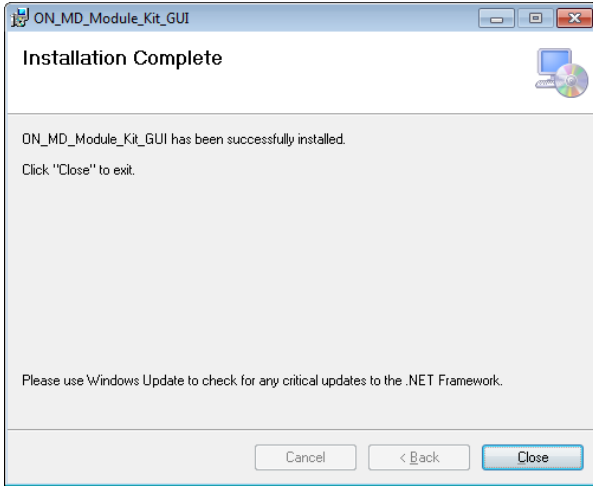 ON_MD_Module_Kit_GUI
Installation Complete
ON_MD_Module_Kit_GUI has been successfully installed.
Click "Close" to exit.
Please use Windows Update to check for any critical updates to the .NET Framework.
Cancel
< Back
Close